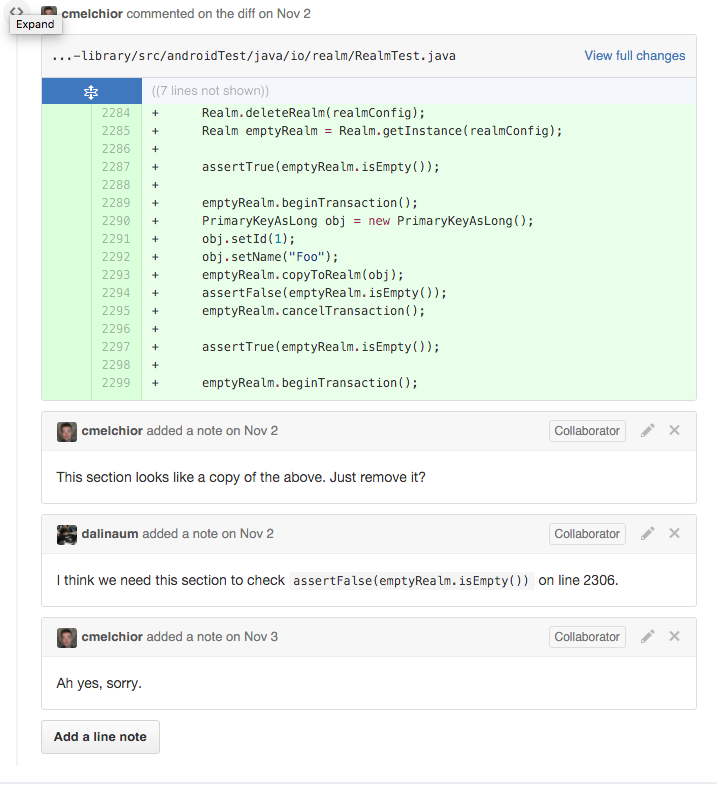 <> cmelchior commented on the diff on Nov 2
Expand
...-library/src/androidTest/java/io/realm/RealmTest.java View full changes
((7 lines not shown))
2284 + Realm.deleteRealm(realmConfig);
2285 + Realm emptyRealm = Realm.getInstance(realmConfig);
2286 +
2287 + assertTrue(emptyRealm.isEmpty());
2288 +
2289 + emptyRealm.beginTransaction();
2290 + PrimaryKeyAsLong obj = new PrimaryKeyAsLong();
2291 + obj.setId(1);
2292 + obj.setName("Foo");
2293 + emptyRealm.copyToRealm(obj);
2294 + assertFalse(emptyRealm.isEmpty());
2295 + emptyRealm.cancelTransaction();
2296 +
2297 + assertTrue(emptyRealm.isEmpty());
2298 +
2299 + emptyRealm.beginTransaction();
cmelchior added a note on Nov 2 Collaborator
This section looks like a copy of the above. Just remove it?
dalinaum added a note on Nov 2 Collaborator
I think we need this section to check assertFalse(emptyRealm.isEmpty()) on line 2306.
cmelchior added a note on Nov 3 Collaborator
Ah yes, sorry.
Add a line note